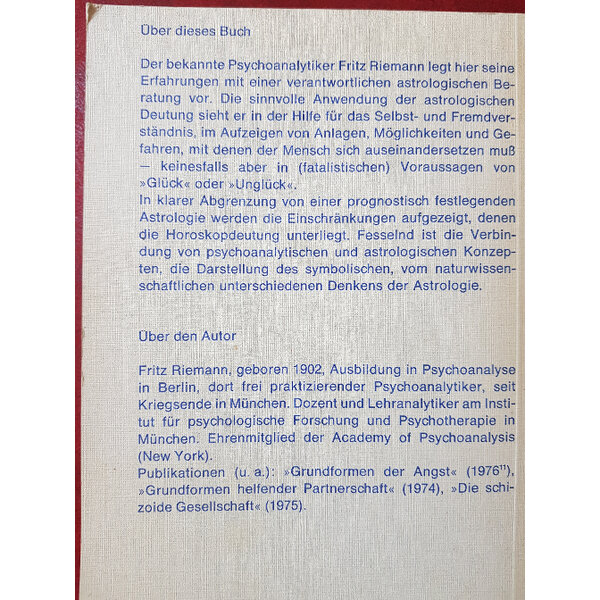 Über dieses Buch
Der bekannte Psychoanalytiker Fritz Riemann legt hier seine
Erfahrungen mit einer verantwortlichen astrologischen Be-
ratung vor. Die sinnvolle Anwendung der astrologischen
Deutung sieht er in der Hilfe für das Selbst- und Fremdver-
ständnis, im Aufzeigen von Anlagen, Möglichkeiten und Ge-
fahren, mit denen der Mensch sich auseinandersetzen muß
— keinesfalls aber in (fatalistischen) Voraussagen von
»Glück« oder »Unglück«.
In klarer Abgrenzung von einer prognostisch festlegenden
Astrologie werden die Einschränkungen aufgezeigt, denen
die Horoskopdeutung unterliegt. Fesselnd ist die Verbin-
dung von psychoanalytischen und astrologischen Konzep-
ten, die Darstellung des symbolischen, vom naturwissen-
schaftlichen unterschiedenen Denkens der Astrologie.
Über den Autor
Fritz Riemann, geboren 1902, Ausbildung in Psychoanalyse
in Berlin, dort frei praktizierender Psychoanalytiker, seit
Kriegsende in München. Dozent und Lehranalytiker am Insti-
tut für psychologische Forschung und Psychotherapie in
München. Ehrenmitglied der Academy of Psychoanalysis
(New York).
Publikationen (u. a.): »Grundformen der Angst« (1976¹¹),
»Grundformen helfender Partnerschaft« (1974), »Die schi-
zoide Gesellschaft« (1975).